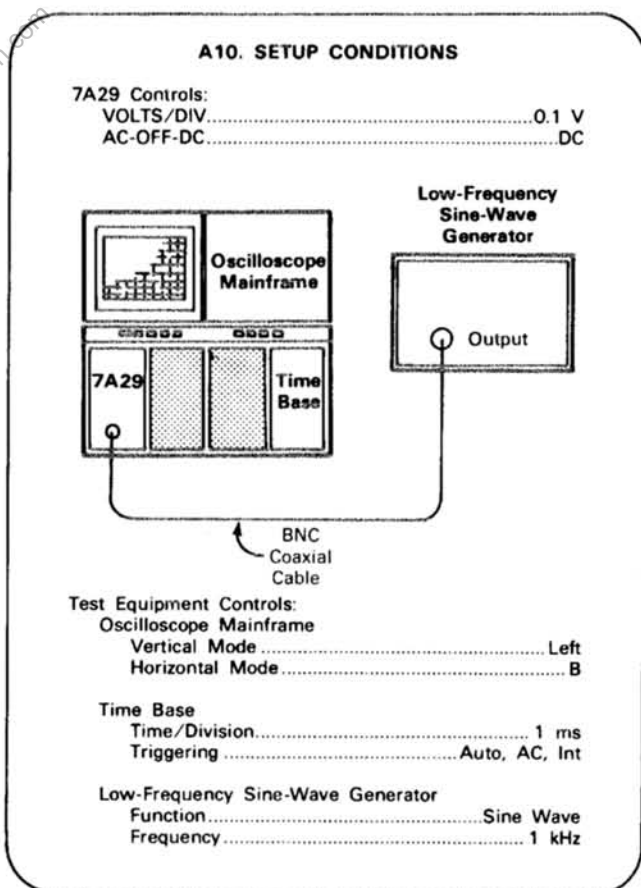 A10. SETUP CONDITIONS
7A29 Controls:
VOLTS/DIV........................................................0.1 V
AC-OFF-DC........................................................DC
Low-Frequency
Sine-Wave
Generator
Oscilloscope
Mainframe
Output
7A29
Time
Base
BNC
Coaxial
Cable
Test Equipment Controls:
Oscilloscope Mainframe
Vertical Mode ................................................ Left
Horizontal Mode ................................................ B
Time Base
Time/Division................................................ 1 ms
Triggering ....................................Auto, AC, Int
Low-Frequency Sine-Wave Generator
Function........................................Sine Wave
Frequency................................................ 1 kHz